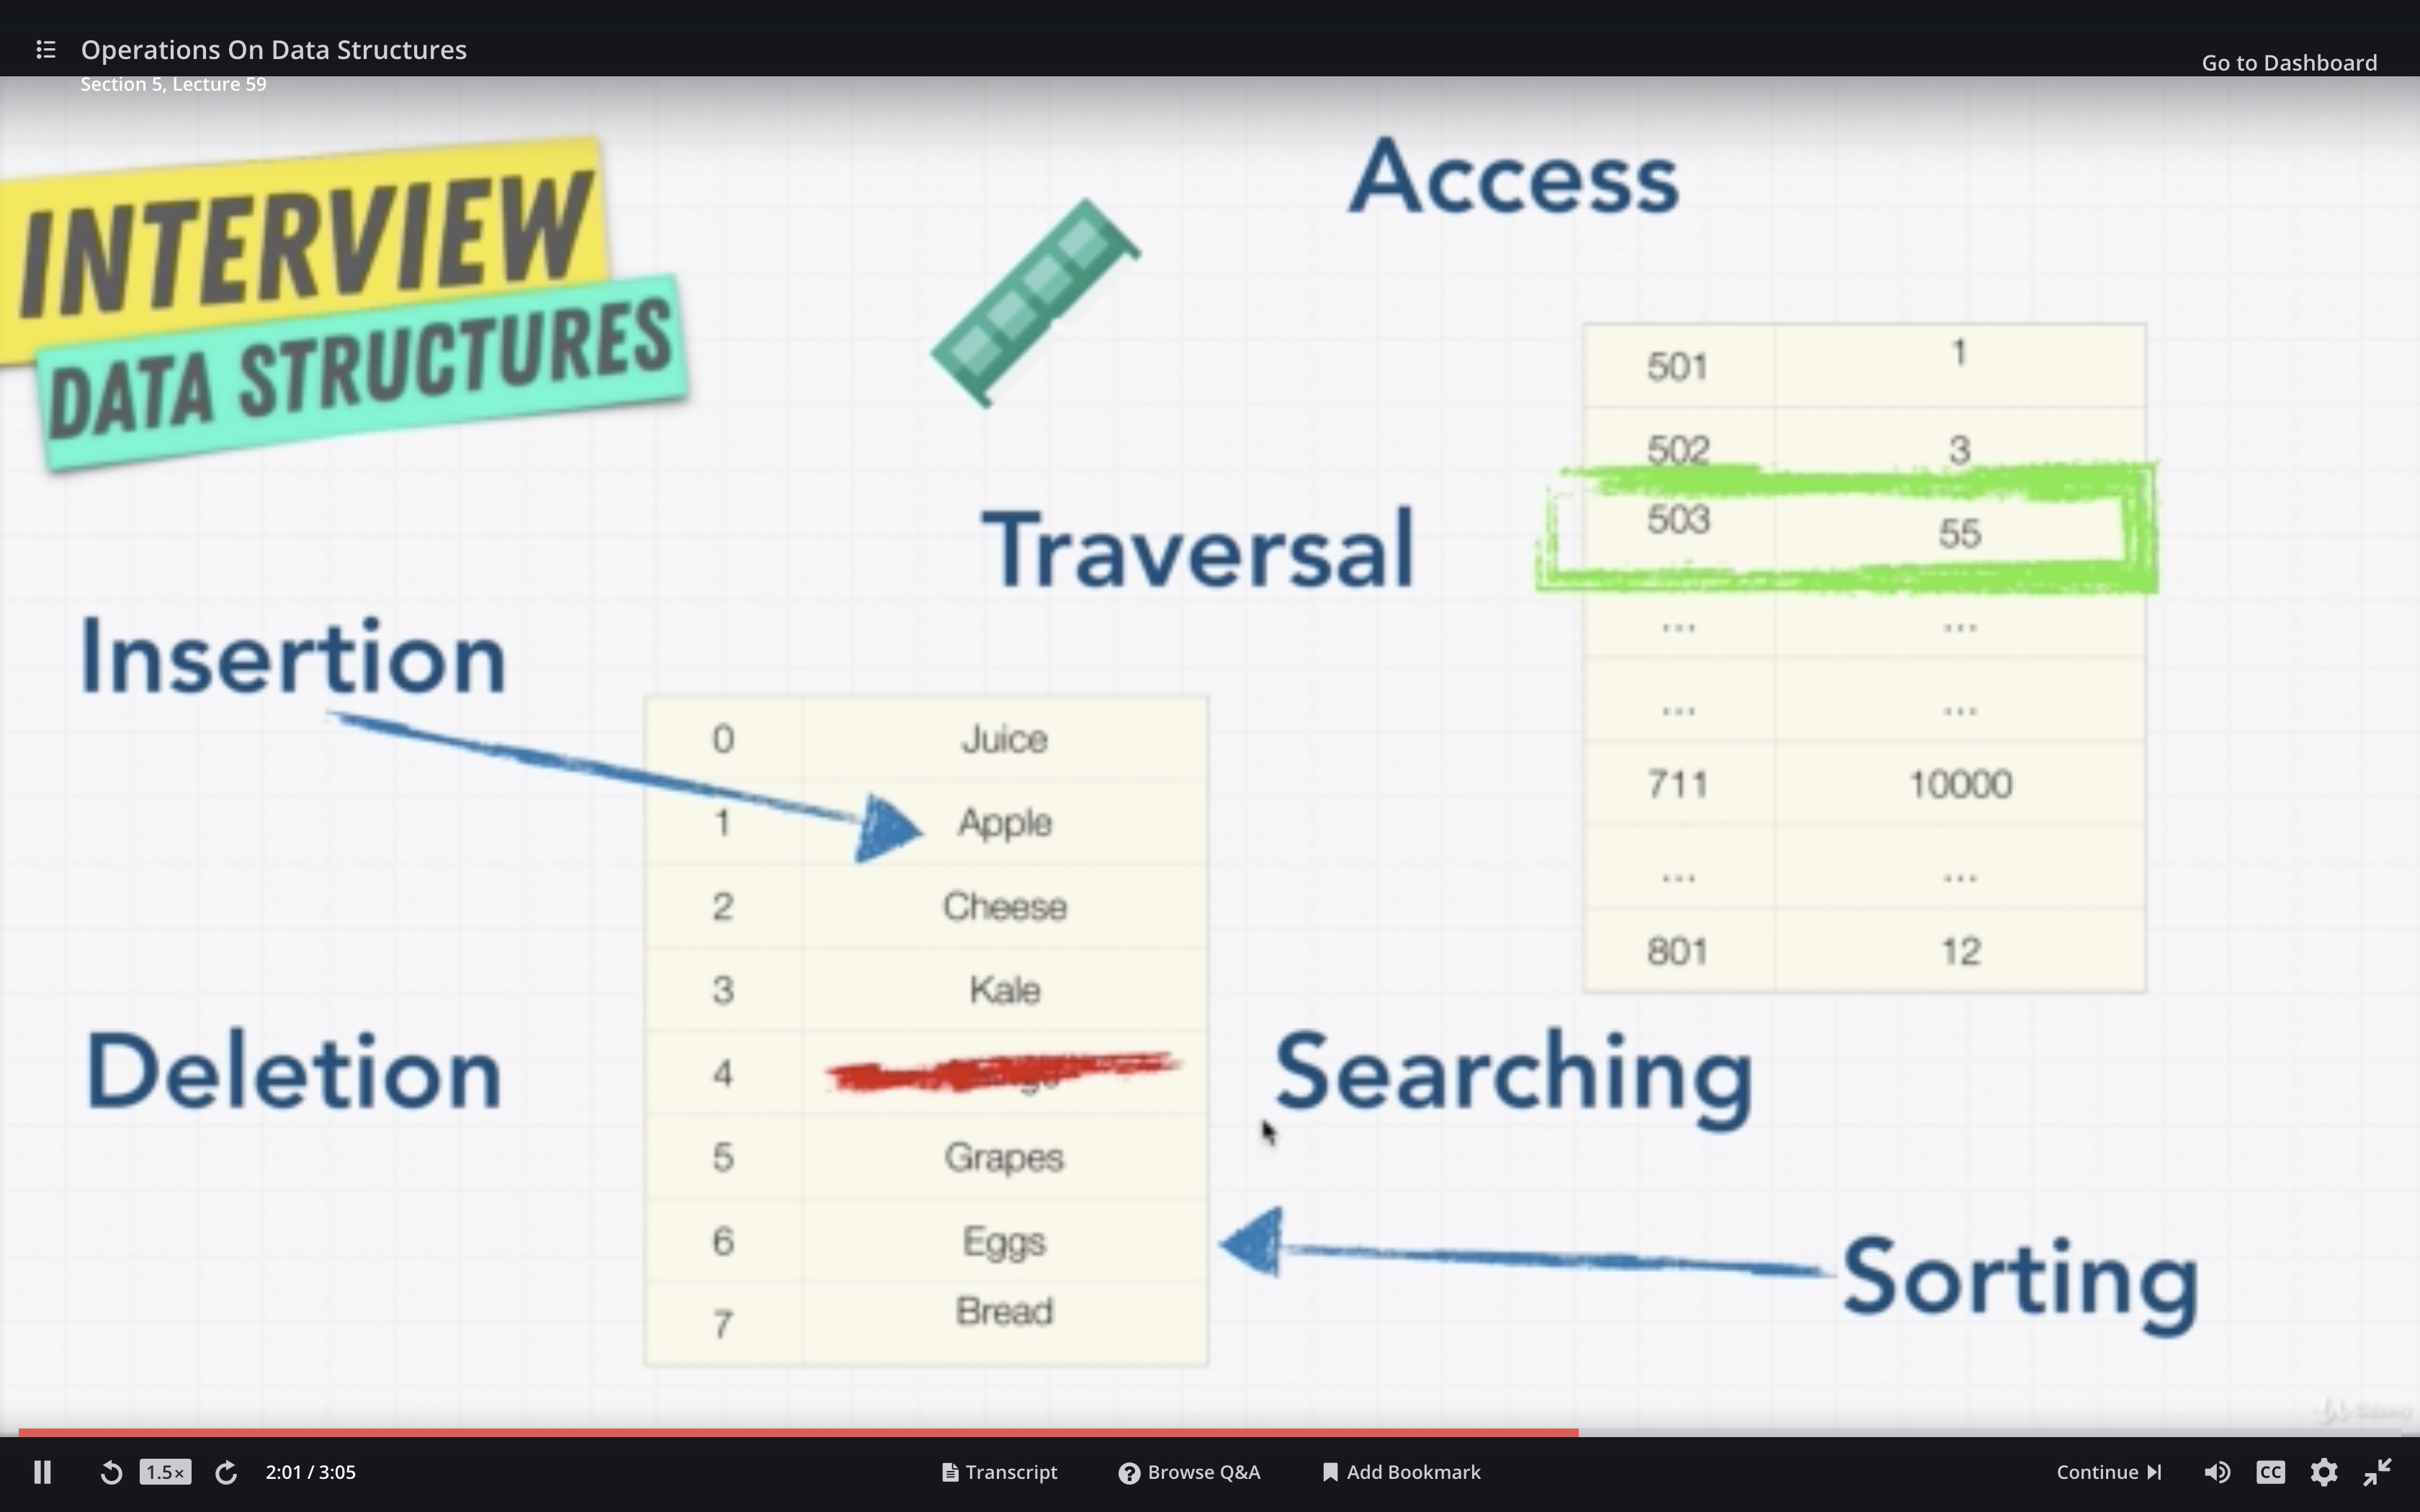 Operations On Data Structures
Section 5, Lecture 59
Go to Dashboard
INTERVIEW
DATA STRUCTURES
Access
501 1
502 3
503 55
... ...
... ...
711 10000
... ...
801 12
Traversal
Insertion
0 Juice
1 Apple
2 Cheese
3 Kale
4
5 Grapes
6 Eggs
7 Bread
Deletion
Searching
Sorting
1.5×
2:01 / 3:05
Transcript
? Browse Q&A
Add Bookmark
Continue
CC